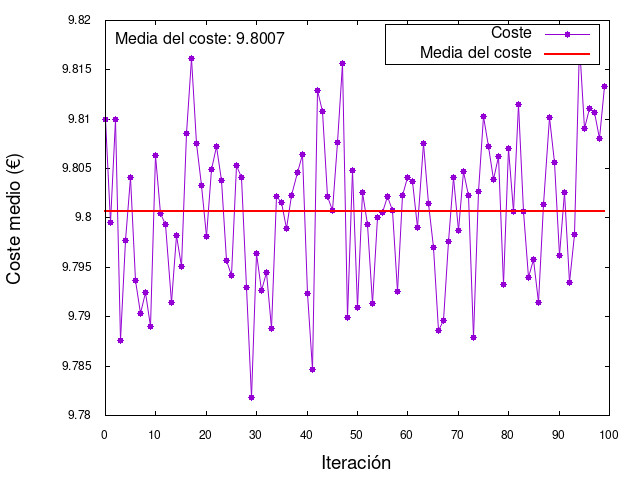 9.82
9.815
9.81
9.805
9.8
9.795
9.79
9.785
9.78
0 10 20 30 40 50 60 70 80 90 100
Coste medio (€)
Iteración
Media del coste: 9.8007
Coste
Media del coste